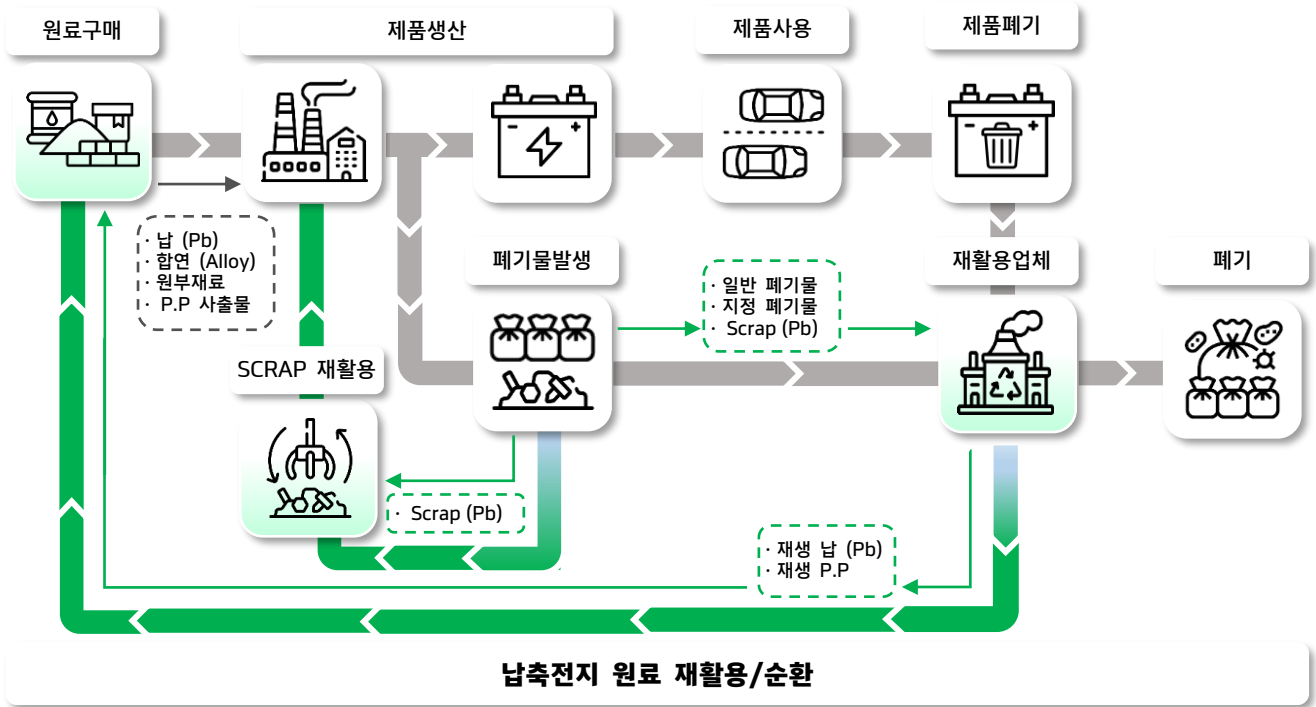 원료구매
제품생산
제품사용
제품폐기
· 납 (Pb)
· 합연 (Alloy)
· 원부재료
· P.P 사출물
폐기물발생
· 일반 폐기물
· 지정 폐기물
· Scrap (Pb)
재활용업체
폐기
SCRAP 재활용
· Scrap (Pb)
· 재생 납 (Pb)
· 재생 P.P
납축전지 원료 재활용/순환